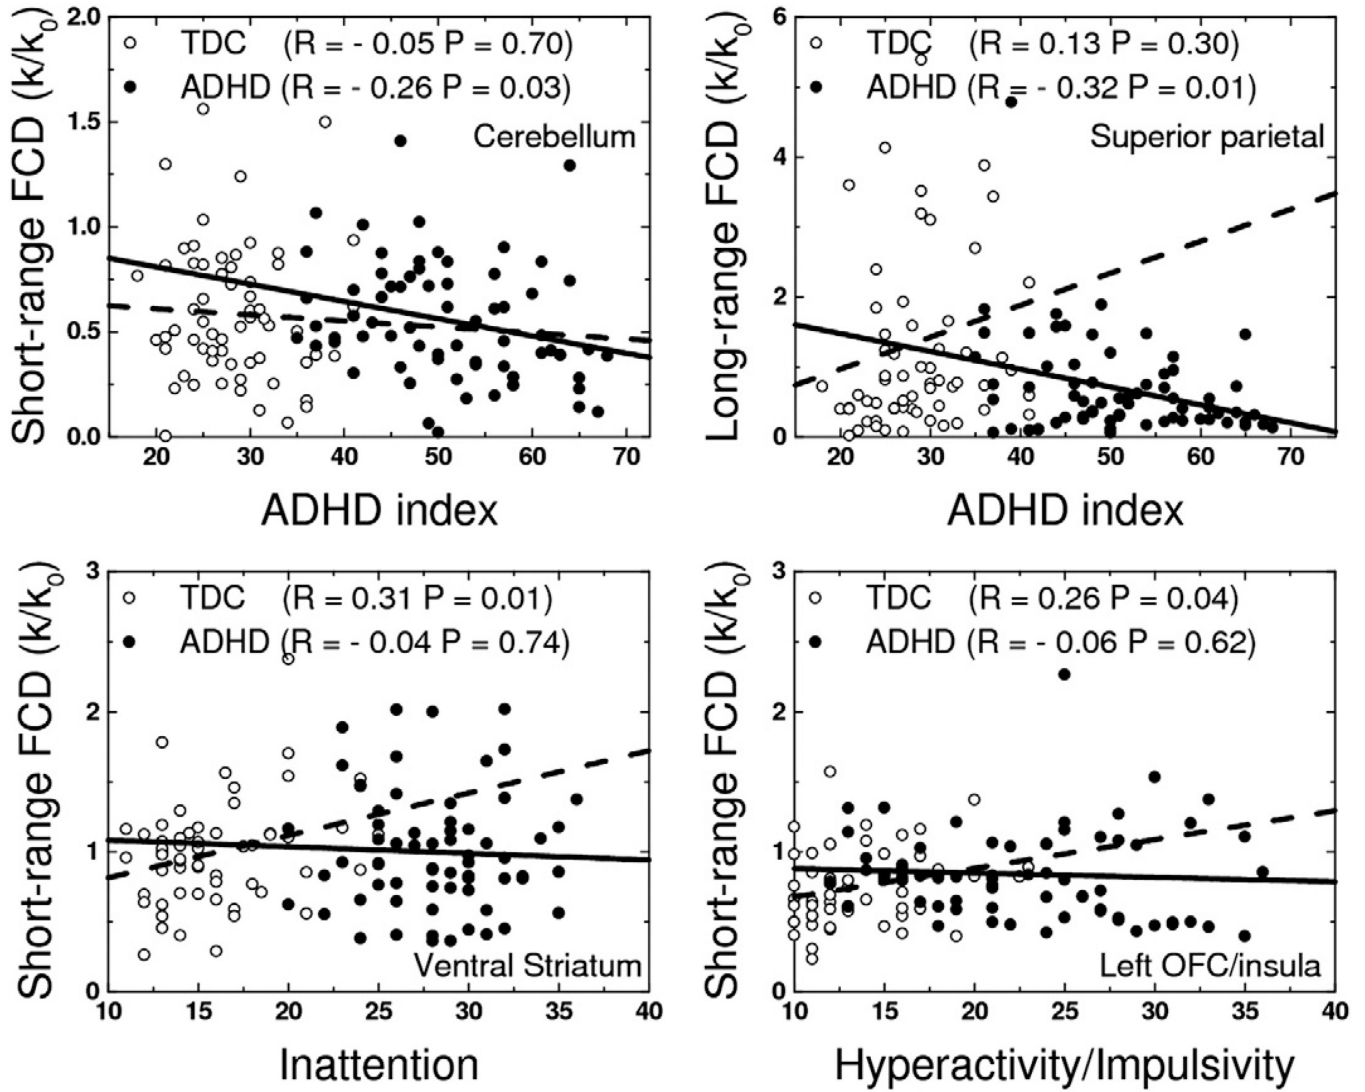 Short-range FCD (k/k0)
2.0
1.5
1.0
0.5
0.0
TDC (R = - 0.05 P = 0.70)
ADHD (R = - 0.26 P = 0.03)
Cerebellum
20 30 40 50 60 70
ADHD index
Long-range FCD (k/k0)
6
4
2
0
TDC (R = 0.13 P = 0.30)
ADHD (R = - 0.32 P = 0.01)
Superior parietal
20 30 40 50 60 70
ADHD index
Short-range FCD (k/k0)
3
2
1
0
TDC (R = 0.31 P = 0.01)
ADHD (R = - 0.04 P = 0.74)
Ventral Striatum
10 15 20 25 30 35 40
Inattention
Short-range FCD (k/k0)
3
2
1
0
TDC (R = 0.26 P = 0.04)
ADHD (R = - 0.06 P = 0.62)
Left OFC/insula
10 15 20 25 30 35 40
Hyperactivity/Impulsivity